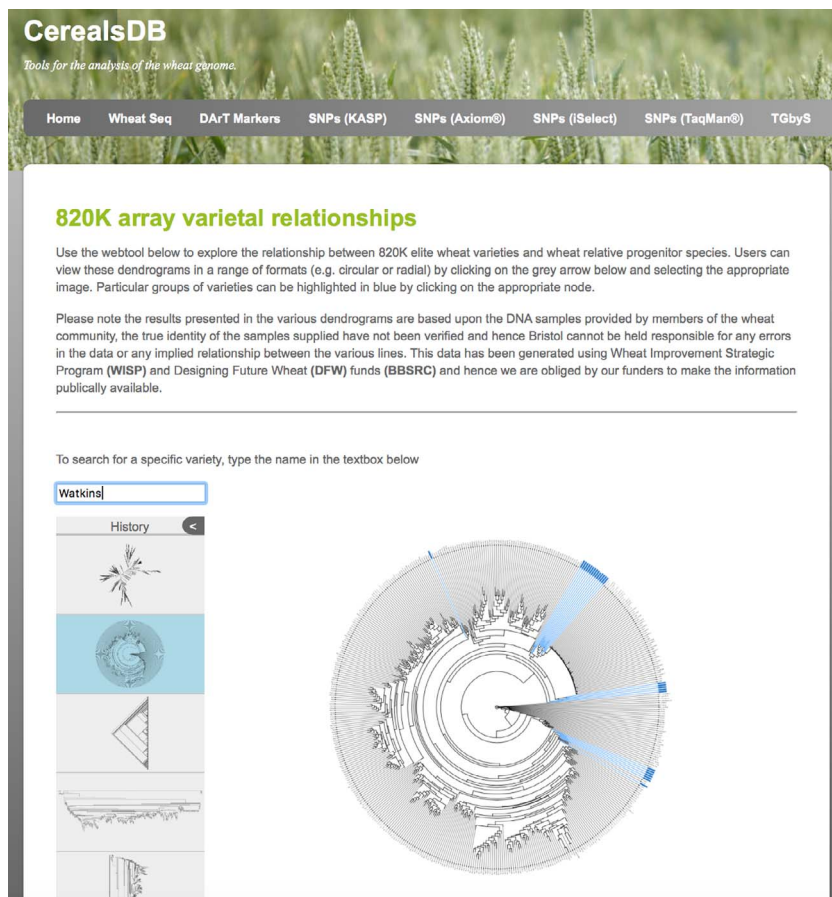 CerealsDB
Tools for the analysis of the wheat genome.
Home Wheat Seq DArT Markers SNPs (KASP) SNPs (Axiom®) SNPs (iSelect) SNPs (TaqMan®) TGbyS
820K array varietal relationships
Use the webtool below to explore the relationship between 820K elite wheat varieties and wheat relative progenitor species. Users can
view these dendrograms in a range of formats (e.g. circular or radial) by clicking on the grey arrow below and selecting the appropriate
image. Particular groups of varieties can be highlighted in blue by clicking on the appropriate node.
Please note the results presented in the various dendrograms are based upon the DNA samples provided by members of the wheat
community, the true identity of the samples supplied have not been verified and hence Bristol cannot be held responsible for any errors
in the data or any implied relationship between the various lines. This data has been generated using Wheat Improvement Strategic
Program (WISP) and Designing Future Wheat (DFW) funds (BBSRC) and hence we are obliged by our funders to make the information
publically available.
To search for a specific variety, type the name in the textbox below
Watkins
History <